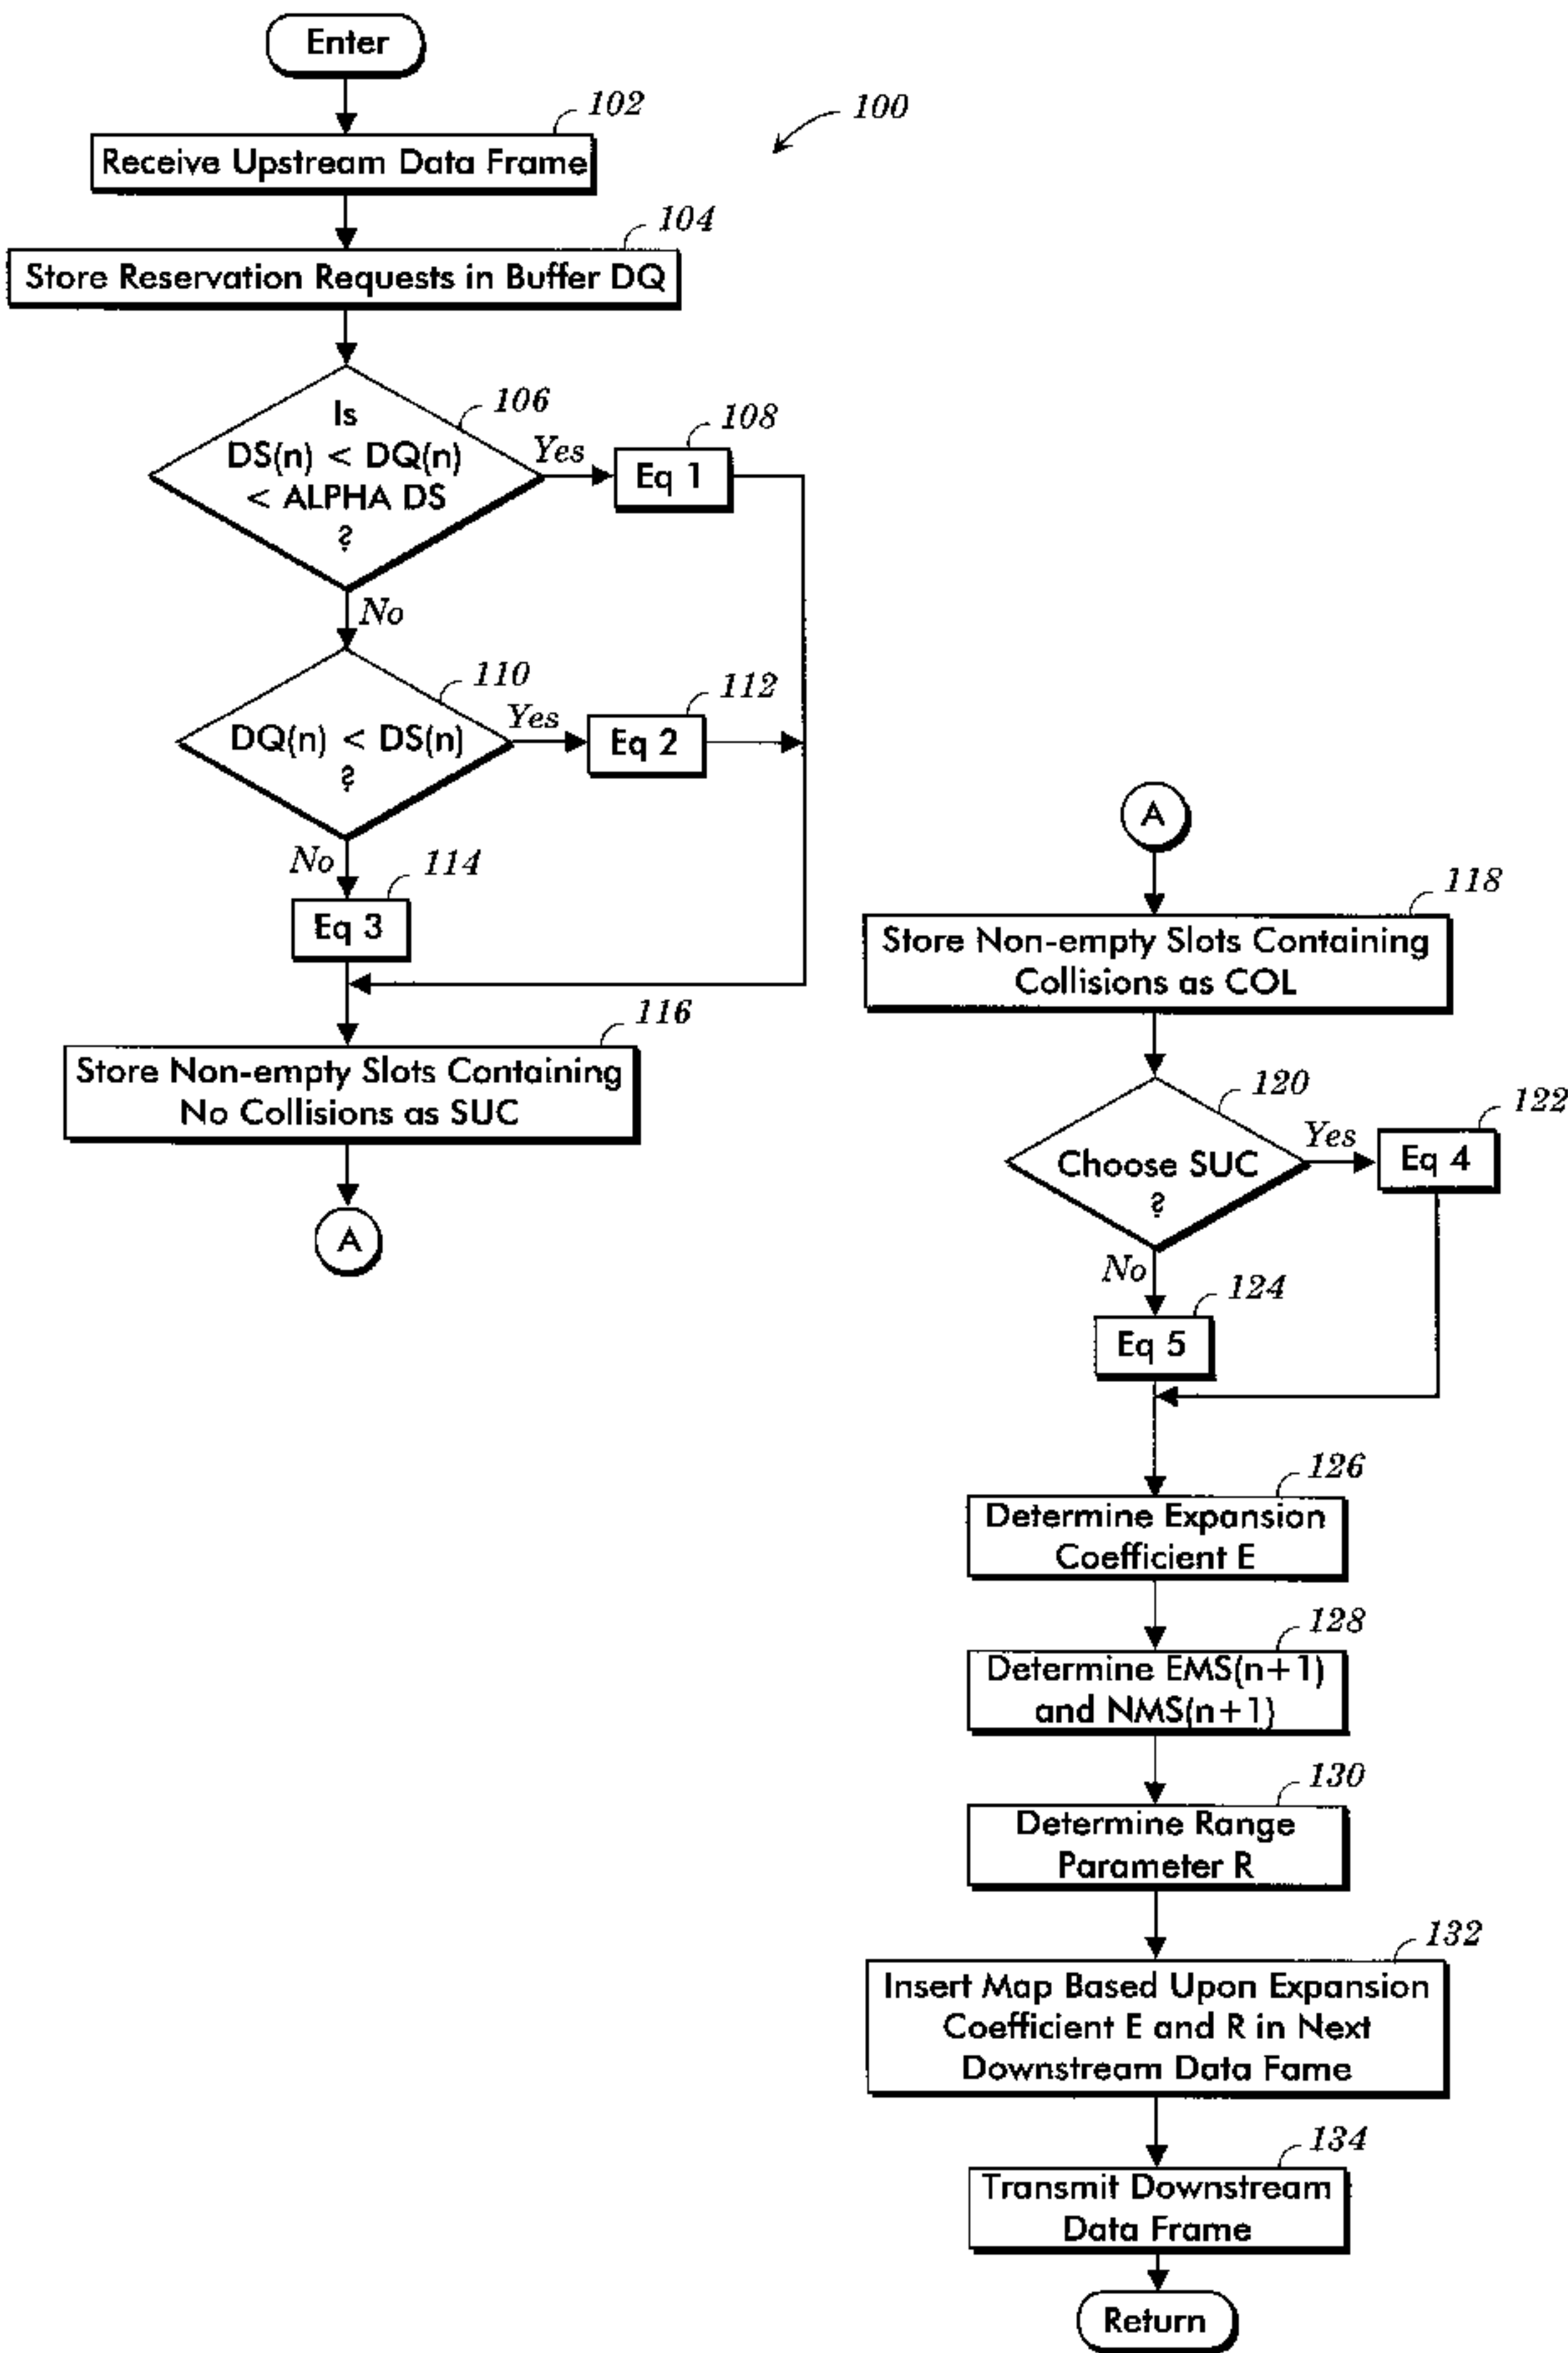 Enter
102
100
Receive Upstream Data Frame
104
Store Reservation Requests in Buffer DQ
106
Is
DS(n) < DQ(n)
< ALPHA DS
?
Yes
108
Eq 1
No
110
DQ(n) < DS(n)
?
Yes
112
Eq 2
No
114
Eq 3
116
Store Non-empty Slots Containing
No Collisions as SUC
A
A
118
Store Non-empty Slots Containing
Collisions as COL
120
Choose SUC
?
Yes
122
Eq 4
No
124
Eq 5
126
Determine Expansion
Coefficient E
128
Determine EMS(n+1)
and NMS(n+1)
130
Determine Range
Parameter R
132
Insert Map Based Upon Expansion
Coefficient E and R in Next
Downstream Data Fame
134
Transmit Downstream
Data Frame
Return